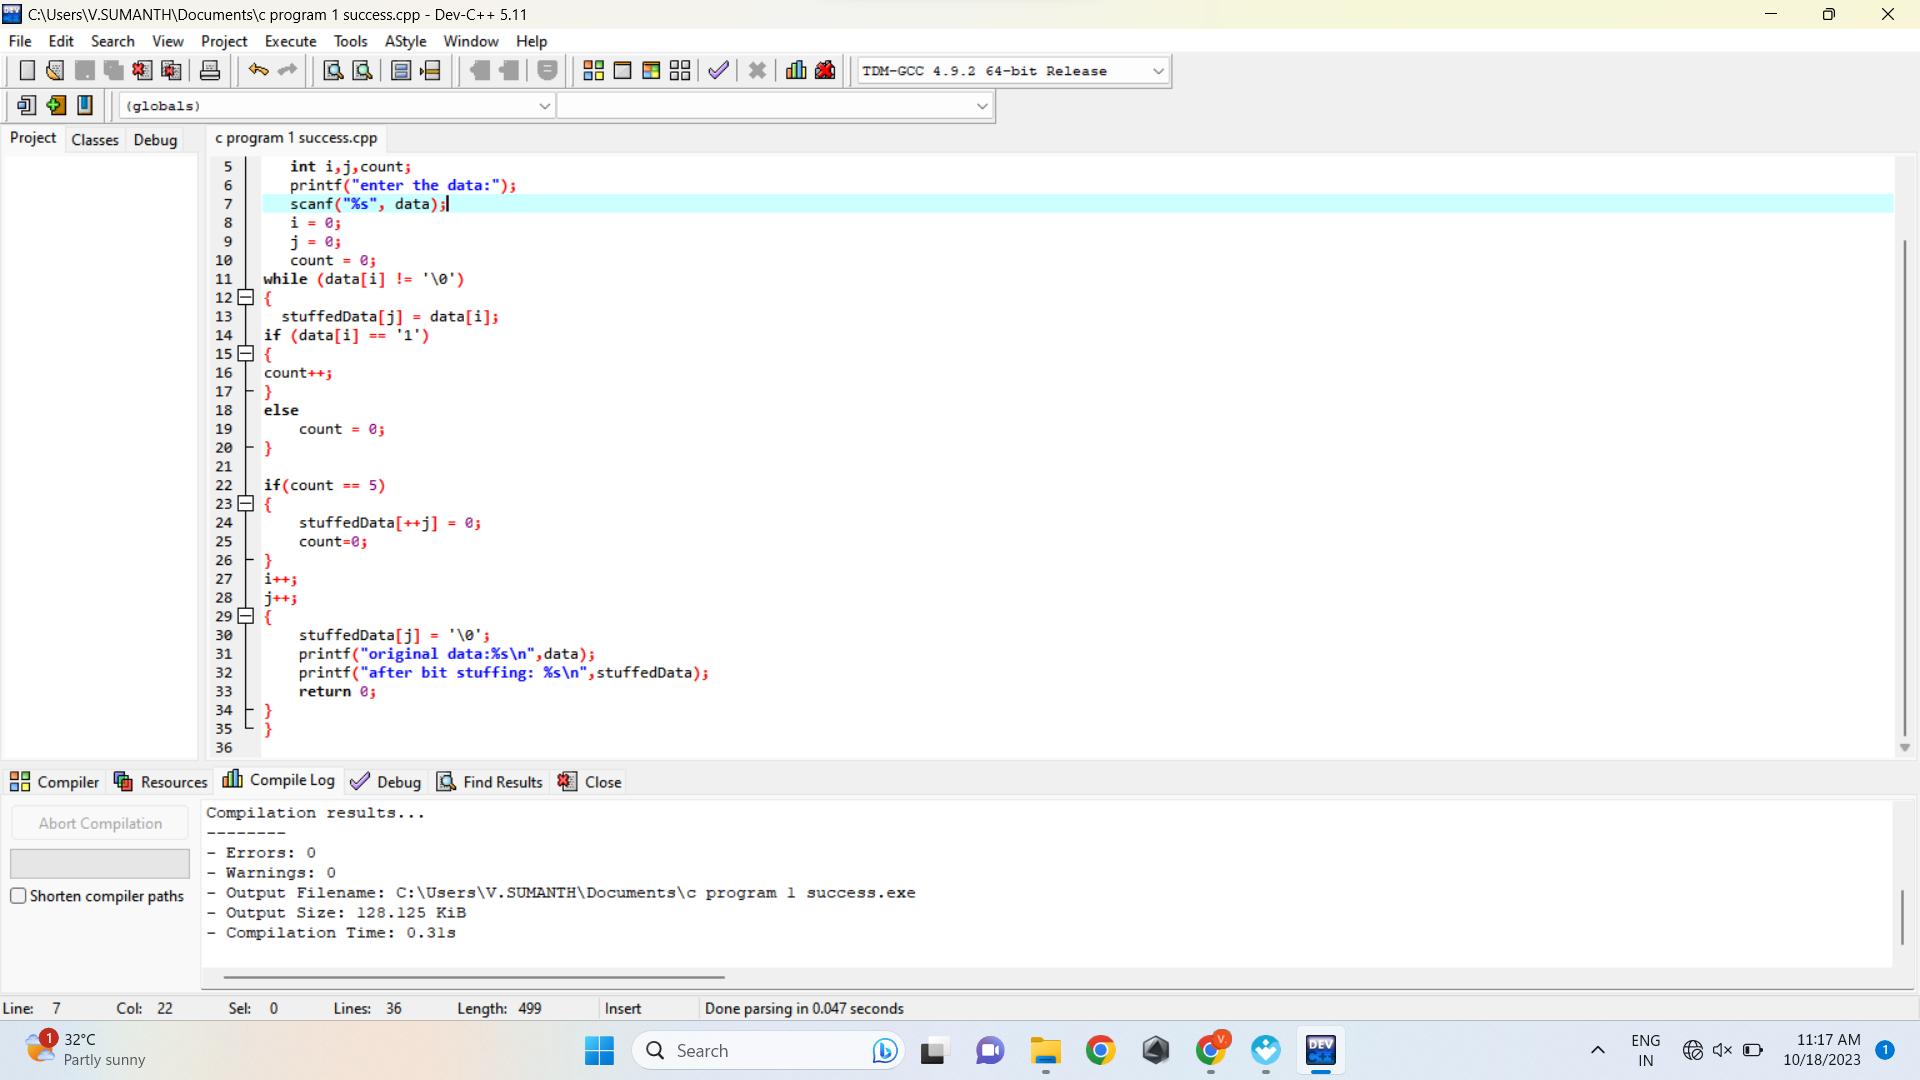 C:\Users\V.SUMANTH\Documents\c program 1 success.cpp - Dev-C++ 5.11
File Edit Search View Project Execute Tools AStyle Window Help
TDM-GCC 4.9.2 64-bit Release
(globals)
Project Classes Debug
c program 1 success.cpp
5 int i,j,count;
6 printf("enter the data:");
7 scanf("%s", data);
8 i = 0;
9 j = 0;
10 count = 0;
11 while (data[i] != '\0')
12 {
13 stuffedData[j] = data[i];
14 if (data[i] == '1')
15 {
16 count++;
17 }
18 else
19 count = 0;
20 }
21
22 if(count == 5)
23 {
24 stuffedData[++j] = 0;
25 count=0;
26 }
27 i++;
28 j++;
29 {
30 stuffedData[j] = '\0';
31 printf("original data:%s\n",data);
32 printf("after bit stuffing: %s\n",stuffedData);
33 return 0;
34 }
35 }
36
Compiler Resources Compile Log Debug Find Results Close
Abort Compilation
Shorten compiler paths
Compilation results...
--------
- Errors: 0
- Warnings: 0
- Output Filename: C:\Users\V.SUMANTH\Documents\c program 1 success.exe
- Output Size: 128.125 KiB
- Compilation Time: 0.31s
Line: 7 Col: 22 Sel: 0 Lines: 36 Length: 499 Insert Done parsing in 0.047 seconds
1
32°C
Partly sunny
Search
V.
DEV
ENG
IN
11:17 AM
10/18/2023
1